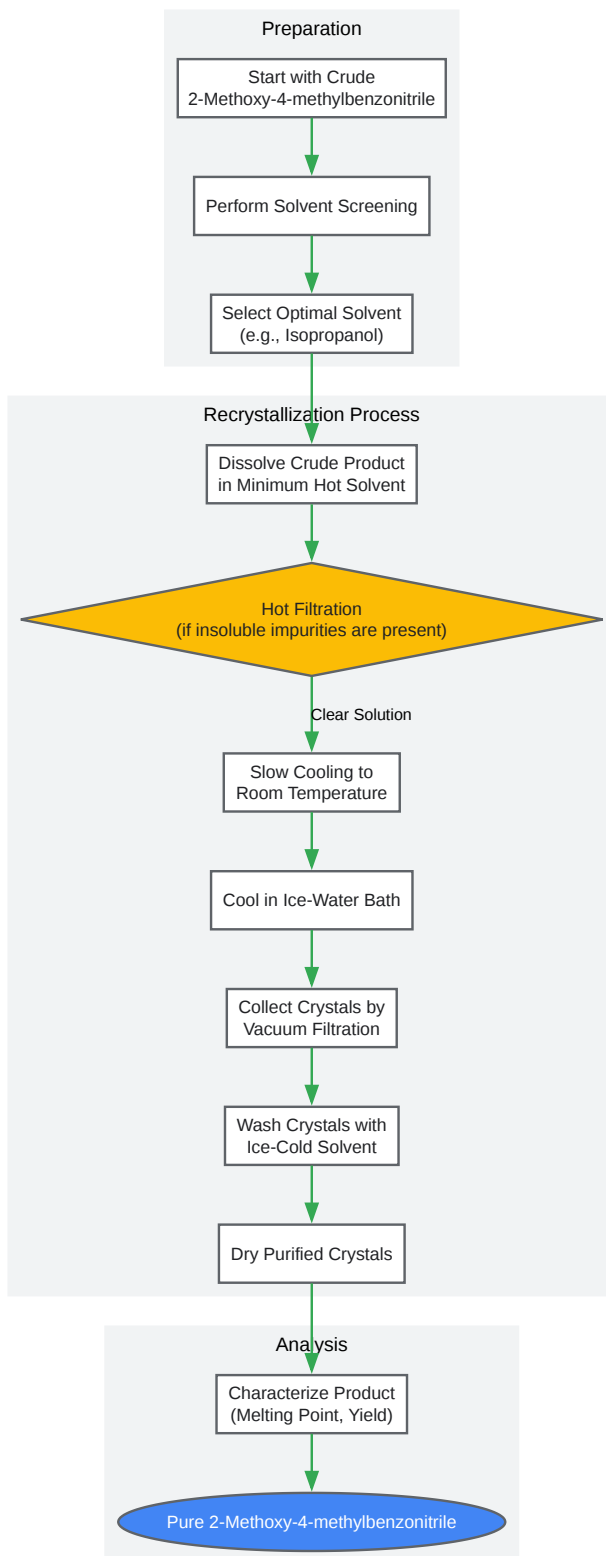 Preparation
Start with Crude
2-Methoxy-4-methylbenzonitrile
Perform Solvent Screening
Select Optimal Solvent
(e.g., Isopropanol)
Recrystallization Process
Dissolve Crude Product
in Minimum Hot Solvent
Hot Filtration
(if insoluble impurities are present)
Clear Solution
Slow Cooling to
Room Temperature
Cool in Ice-Water Bath
Collect Crystals by
Vacuum Filtration
Wash Crystals with
Ice-Cold Solvent
Dry Purified Crystals
Analysis
Characterize Product
(Melting Point, Yield)
Pure 2-Methoxy-4-methylbenzonitrile